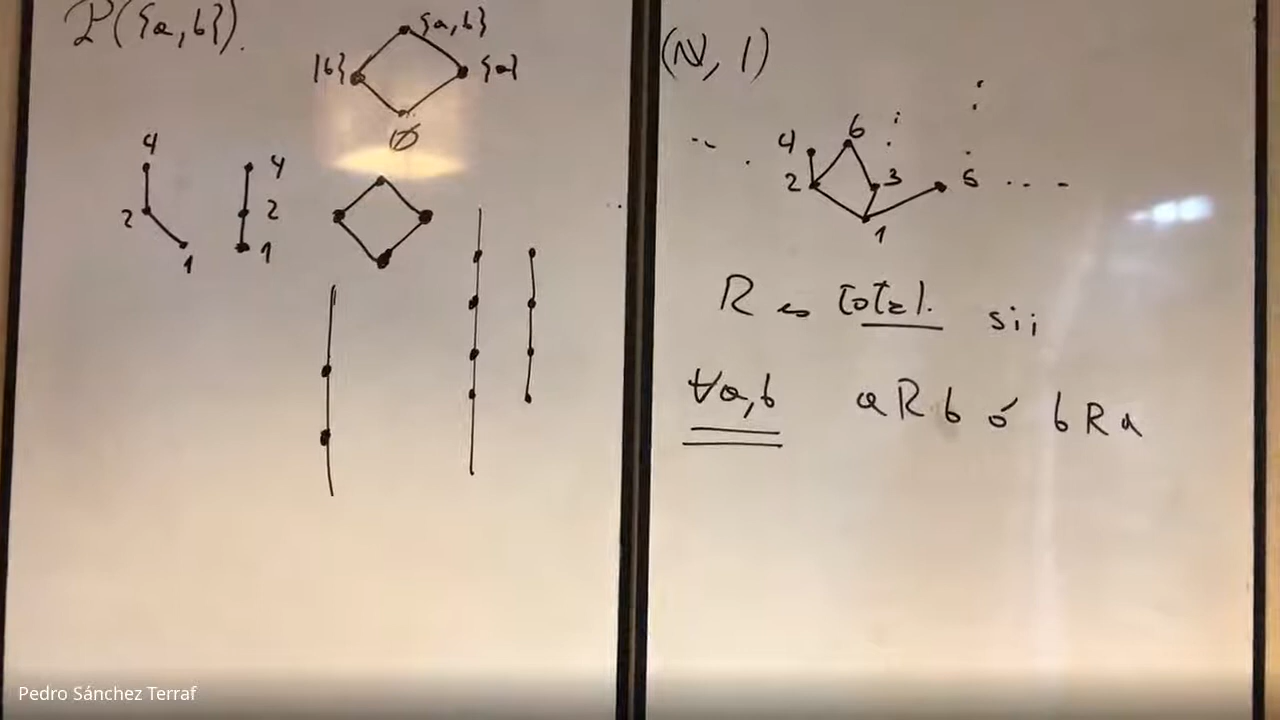 P({a,b}).
{a,b}
{b} {a}
∅
4 4
2 2
1 1
(N, |)
6
4
2 3 5
1
R es total. sii
∀a,b aRb ó bRa
Pedro Sánchez Terraf